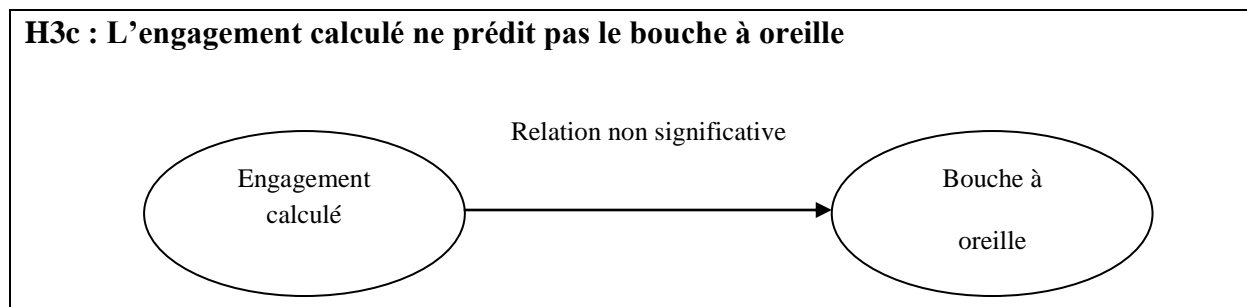 H3c : L’engagement calculé ne prédit pas le bouche à oreille
Relation non significative
Engagement
calculé
Bouche à
oreille